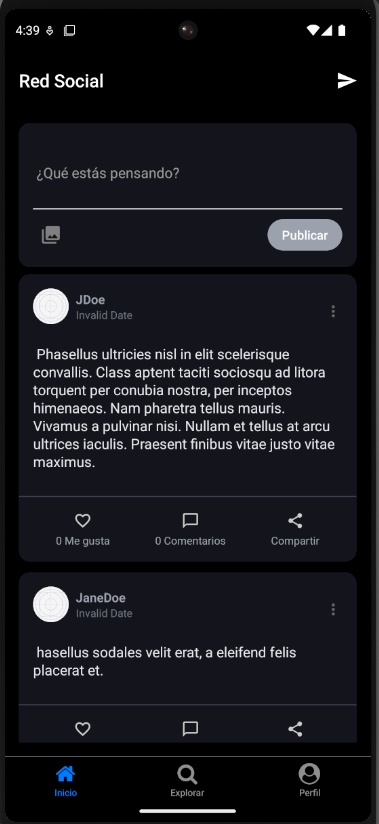 4:39
Red Social
¿Qué estás pensando?
Publicar
JDoe
Invalid Date
Phasellus ultricies nisl in elit scelerisque
convallis. Class aptent taciti sociosqu ad litora
torquent per conubia nostra, per inceptos
himenaeos. Nam pharetra tellus mauris.
Vivamus a pulvinar nisi. Nullam et tellus at arcu
ultrices iaculis. Praesent finibus vitae justo vitae
maximus.
0 Me gusta 0 Comentarios Compartir
JaneDoe
Invalid Date
hasellus sodales velit erat, a eleifend felis
placerat et.
Inicio Explorar Perfil